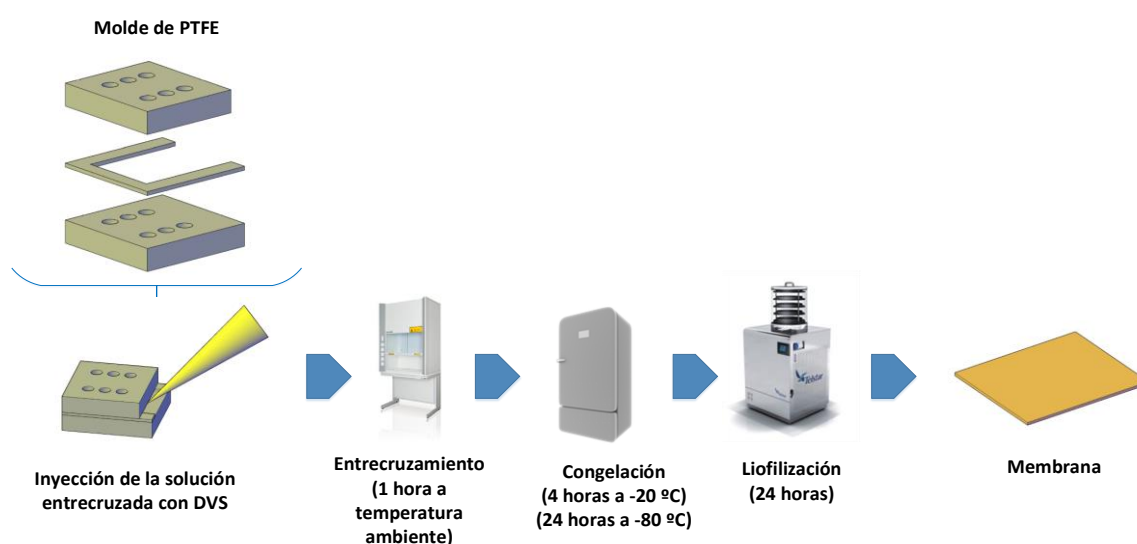 Molde de PTFE
Inyección de la solución
entrecruzada con DVS
Entrecruzamiento
(1 hora a
temperatura
ambiente)
Congelación
(4 horas a -20 ºC)
(24 horas a -80 ºC)
Telstar
Liofilización
(24 horas)
Membrana